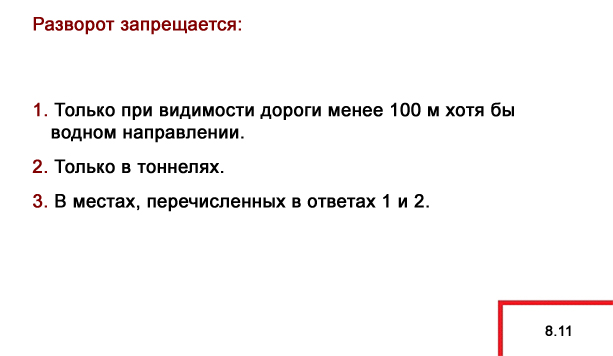 Разворот запрещается:
1. Только при видимости дороги менее 100 м хотя бы
водном направлении.
2. Только в тоннелях.
3. В местах, перечисленных в ответах 1 и 2.
8.11